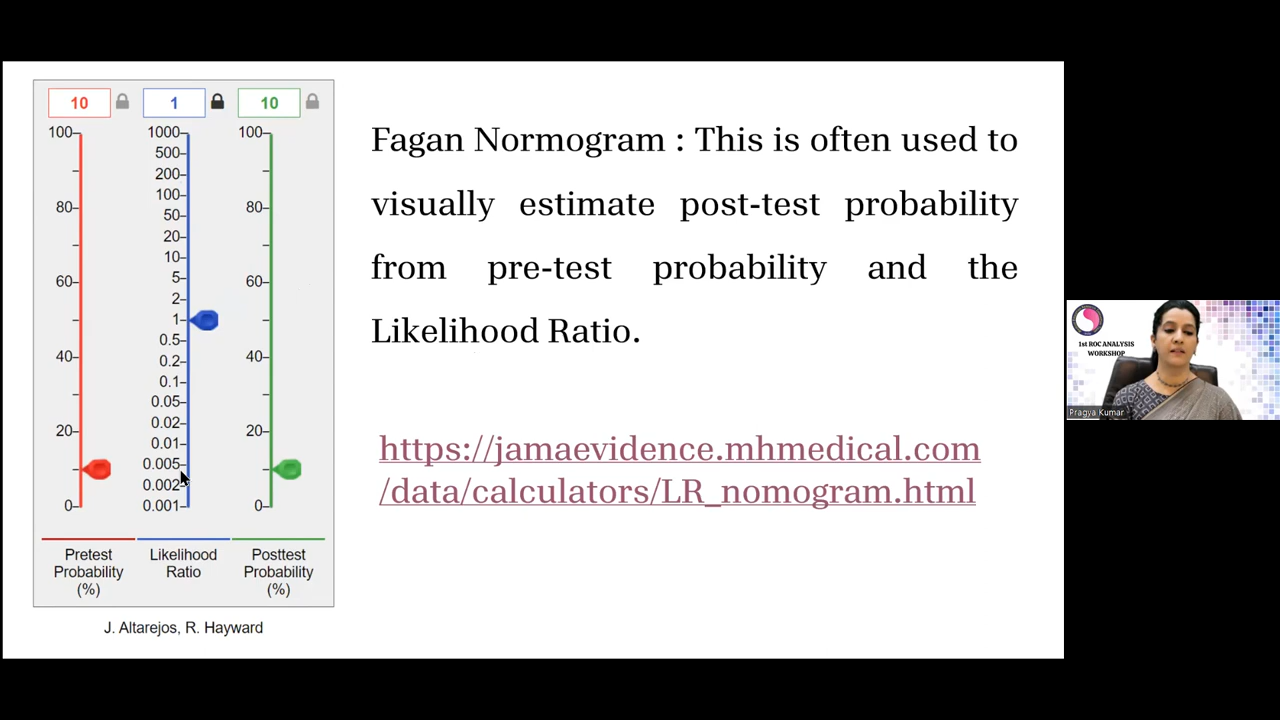 10 1 10
100 1000 100
500
200
80 100 80
50
20
10
60 5 60
2
1
0.5
40 0.2 40
0.1
0.05
20 0.02 20
0.01
0.005
0.002
0 0.001 0
Pretest Probability (%)
Likelihood Ratio
Posttest Probability (%)
J. Altarejos, R. Hayward
Fagan Normogram : This is often used to
visually estimate post-test probability
from pre-test probability and the
Likelihood Ratio.
https://jamaevidence.mhmedical.com
/data/calculators/LR_nomogram.html
1st ROC ANALYSIS
WORKSHOP
Pragya Kumar